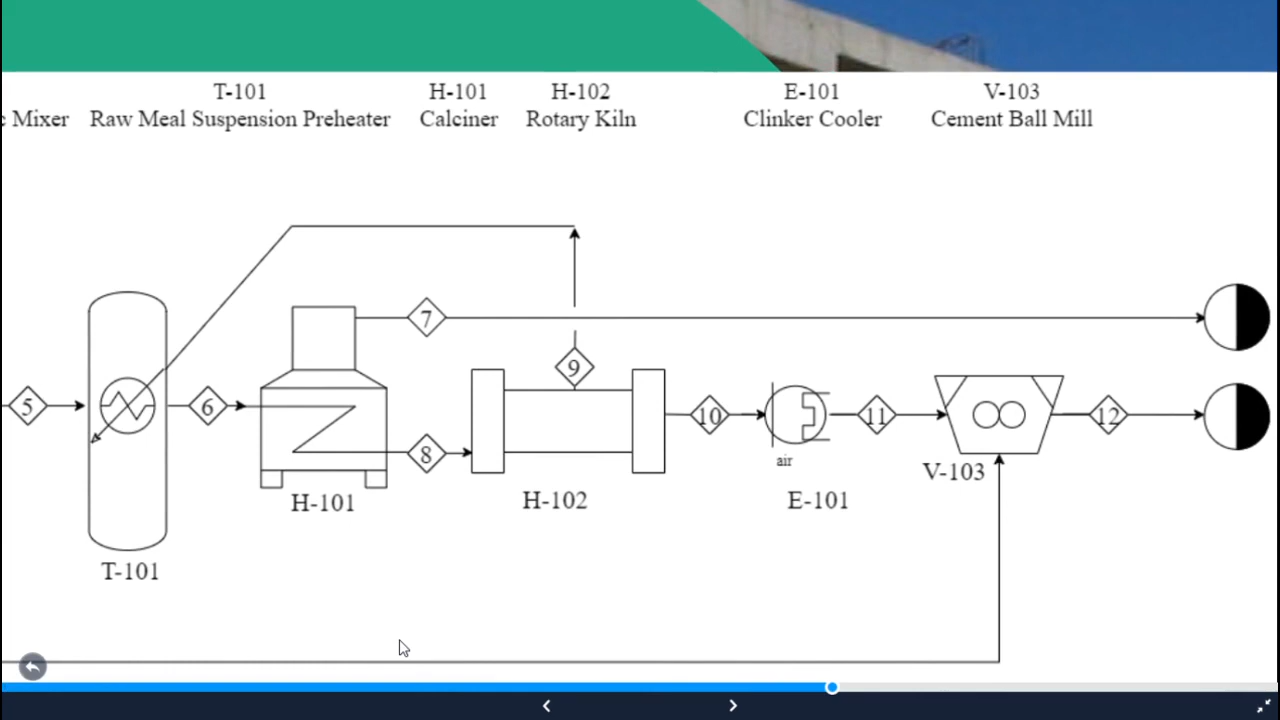 T-101 H-101 H-102 E-101 V-103
c Mixer Raw Meal Suspension Preheater Calciner Rotary Kiln Clinker Cooler Cement Ball Mill
7
9
5 6 10 11 12
8
air
V-103
H-101 H-102 E-101
T-101